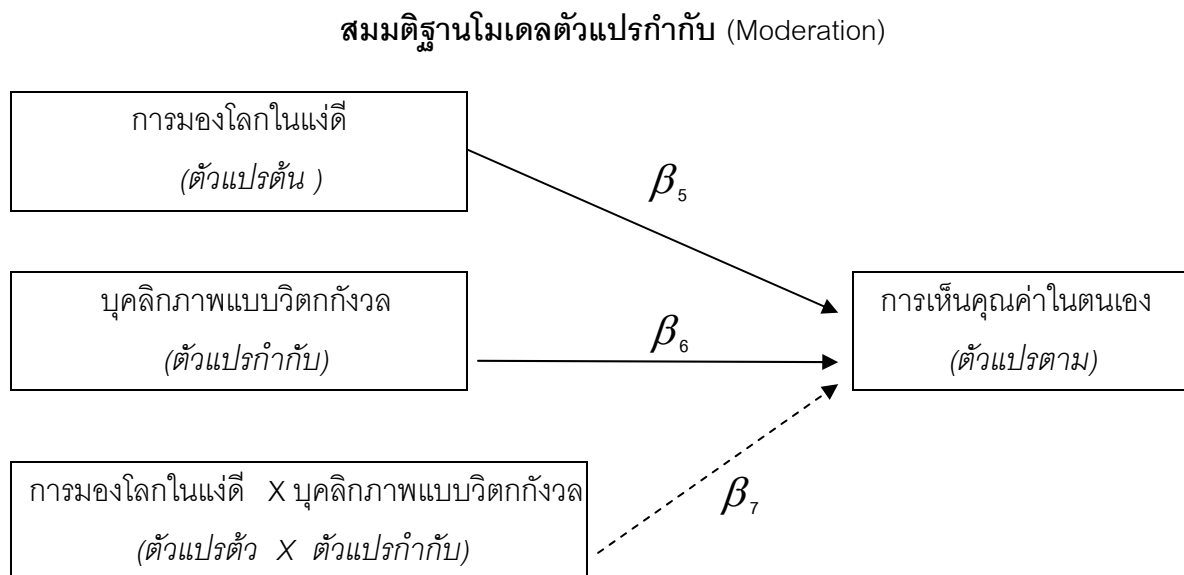 สมมติฐานโมเดลตัวแปรกำกับ (Moderation)
การมองโลกในแง่ดี
(ตัวแปรต้น )
β5
บุคลิกภาพแบบวิตกกังวล
(ตัวแปรกำกับ)
β6
การเห็นคุณค่าในตนเอง
(ตัวแปรตาม)
การมองโลกในแง่ดี X บุคลิกภาพแบบวิตกกังวล
(ตัวแปรต้ว X ตัวแปรกำกับ)
β7